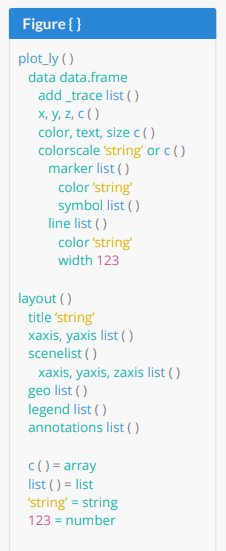 Figure { }
plot_ly ( )
data data.frame
add _trace list ( )
x, y, z, c ( )
color, text, size c ( )
colorscale ‘string’ or c ( )
marker list ( )
color ‘string’
symbol list ( )
line list ( )
color ‘string’
width 123
layout ( )
title ‘string’
xaxis, yaxis list ( )
scenelist ( )
xaxis, yaxis, zaxis list ( )
geo list ( )
legend list ( )
annotations list ( )
c ( ) = array
list ( ) = list
‘string’ = string
123 = number